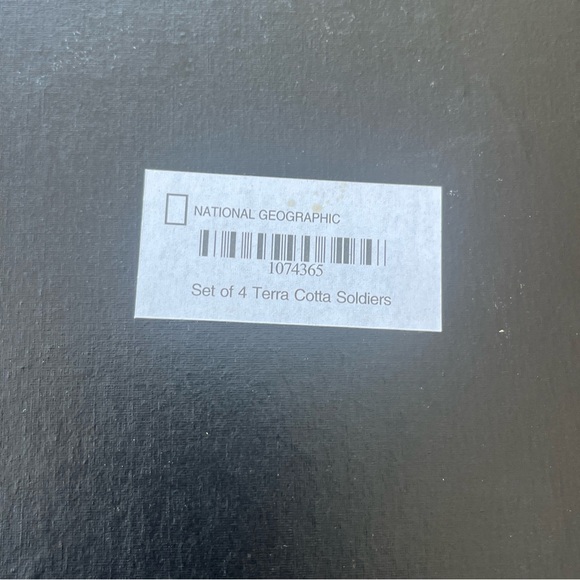 NATIONAL GEOGRAPHIC
1074365
Set of 4 Terra Cotta Soldiers